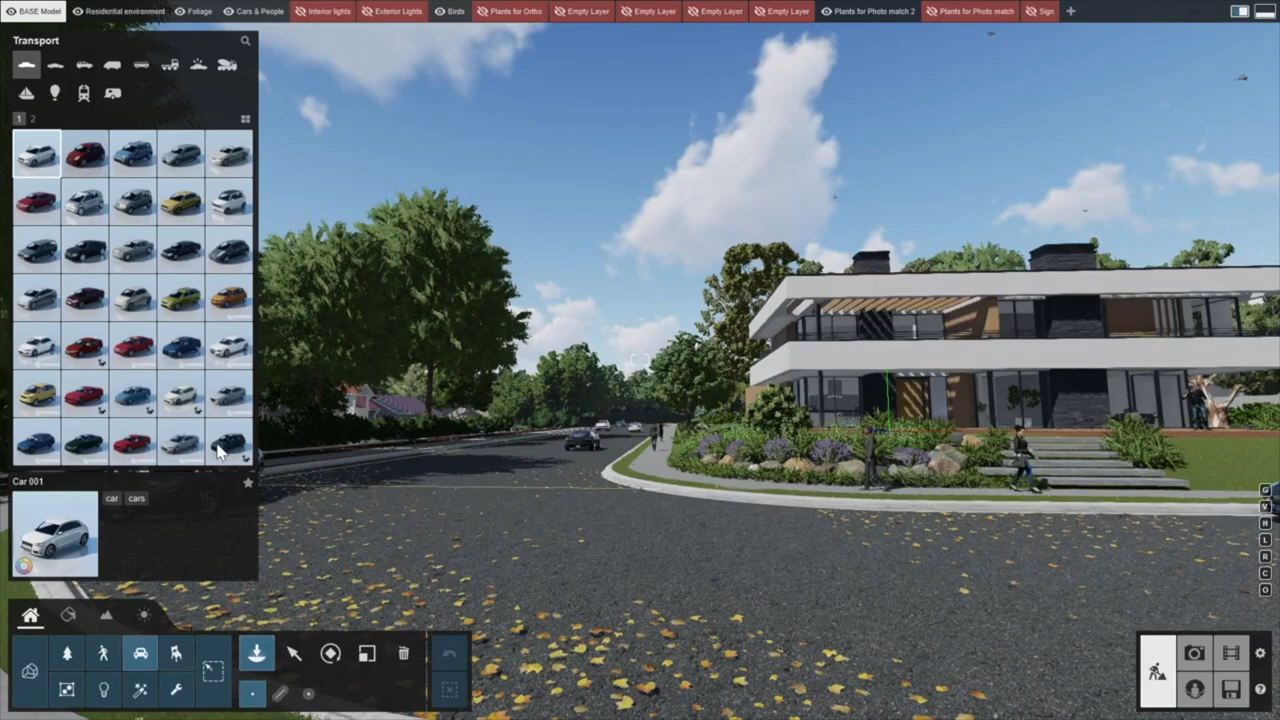 BASE Model Residential environment Foliage Cars & People Interior lights Exterior Lights Birds Plants for Ortho Empty Layer Empty Layer Empty Layer Empty Layer Plants for Photo match 2 Plants for Photo match Sign +
Transport
1 2
Car 001
car cars
G
V
H
L
R
C
O
?